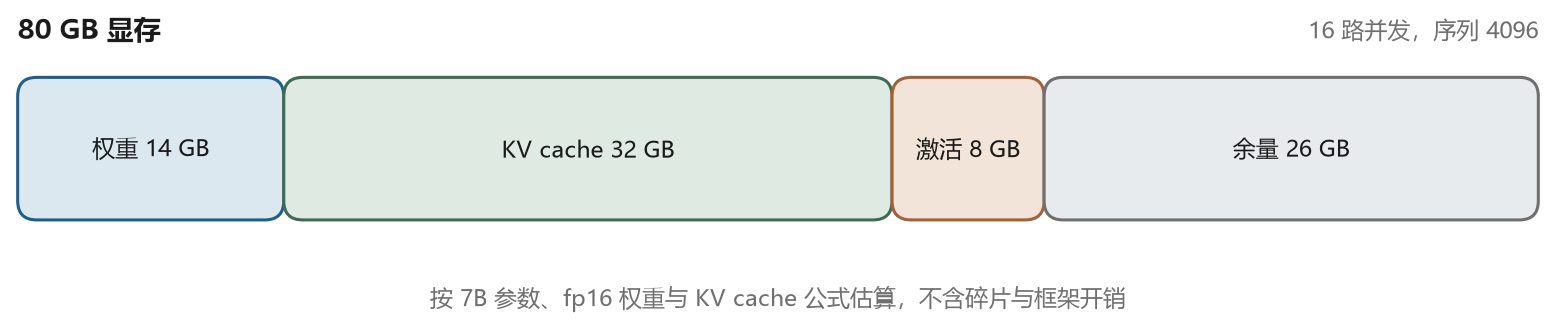 80 GB 显存
16 路并发，序列 4096
权重 14 GB
KV cache 32 GB
激活 8 GB
余量 26 GB
按 7B 参数、fp16 权重与 KV cache 公式估算，不含碎片与框架开销